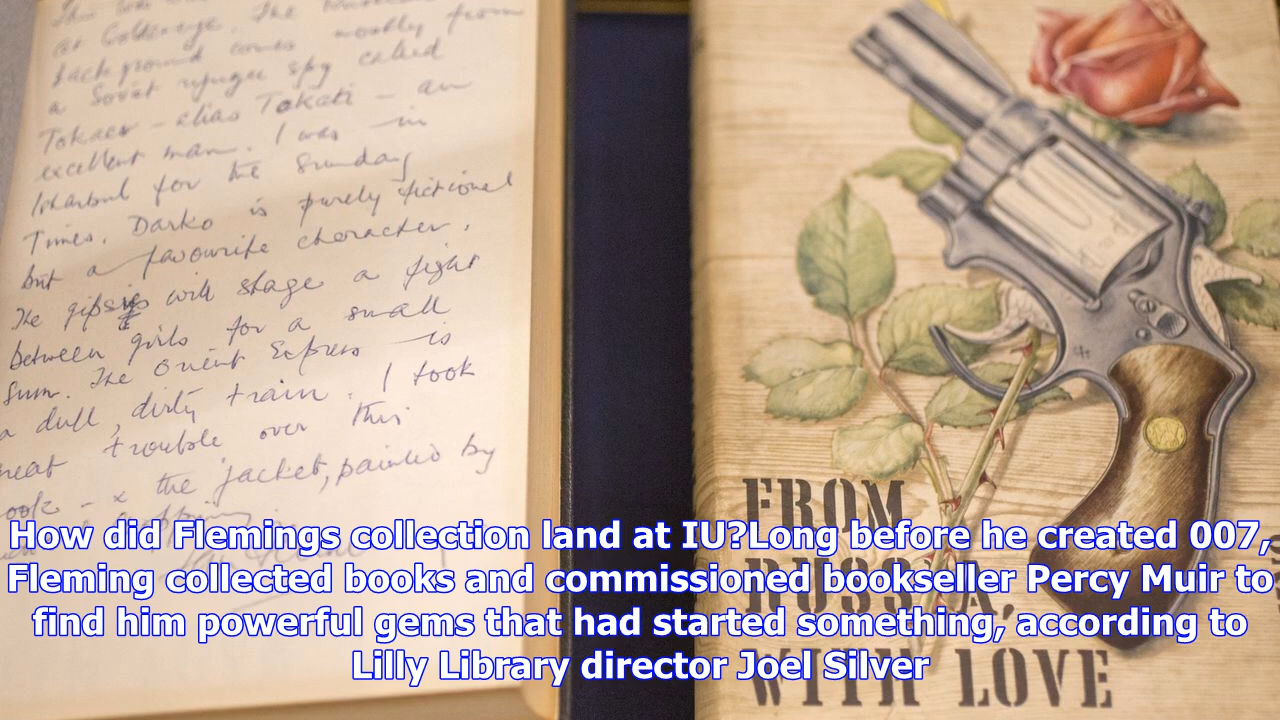 at Goldeneye. The Russian
background comes mostly from
a Soviet refugee spy called
Tokaev - alias Tokati - an
excellent man. I was in
Istanbul for the Sunday
Times. Darko is purely fictional
but a favourite character.
The gipsies will stage a fight
between girls for a small
sum. The Orient Express is
a dull, dirty train. I took
trouble over this
& the jacket, painted by
FROM
RUSSIA,
WITH LOVE
How did Flemings collection land at IU?Long before he created 007,
Fleming collected books and commissioned bookseller Percy Muir to
find him powerful gems that had started something, according to
Lilly Library director Joel Silver